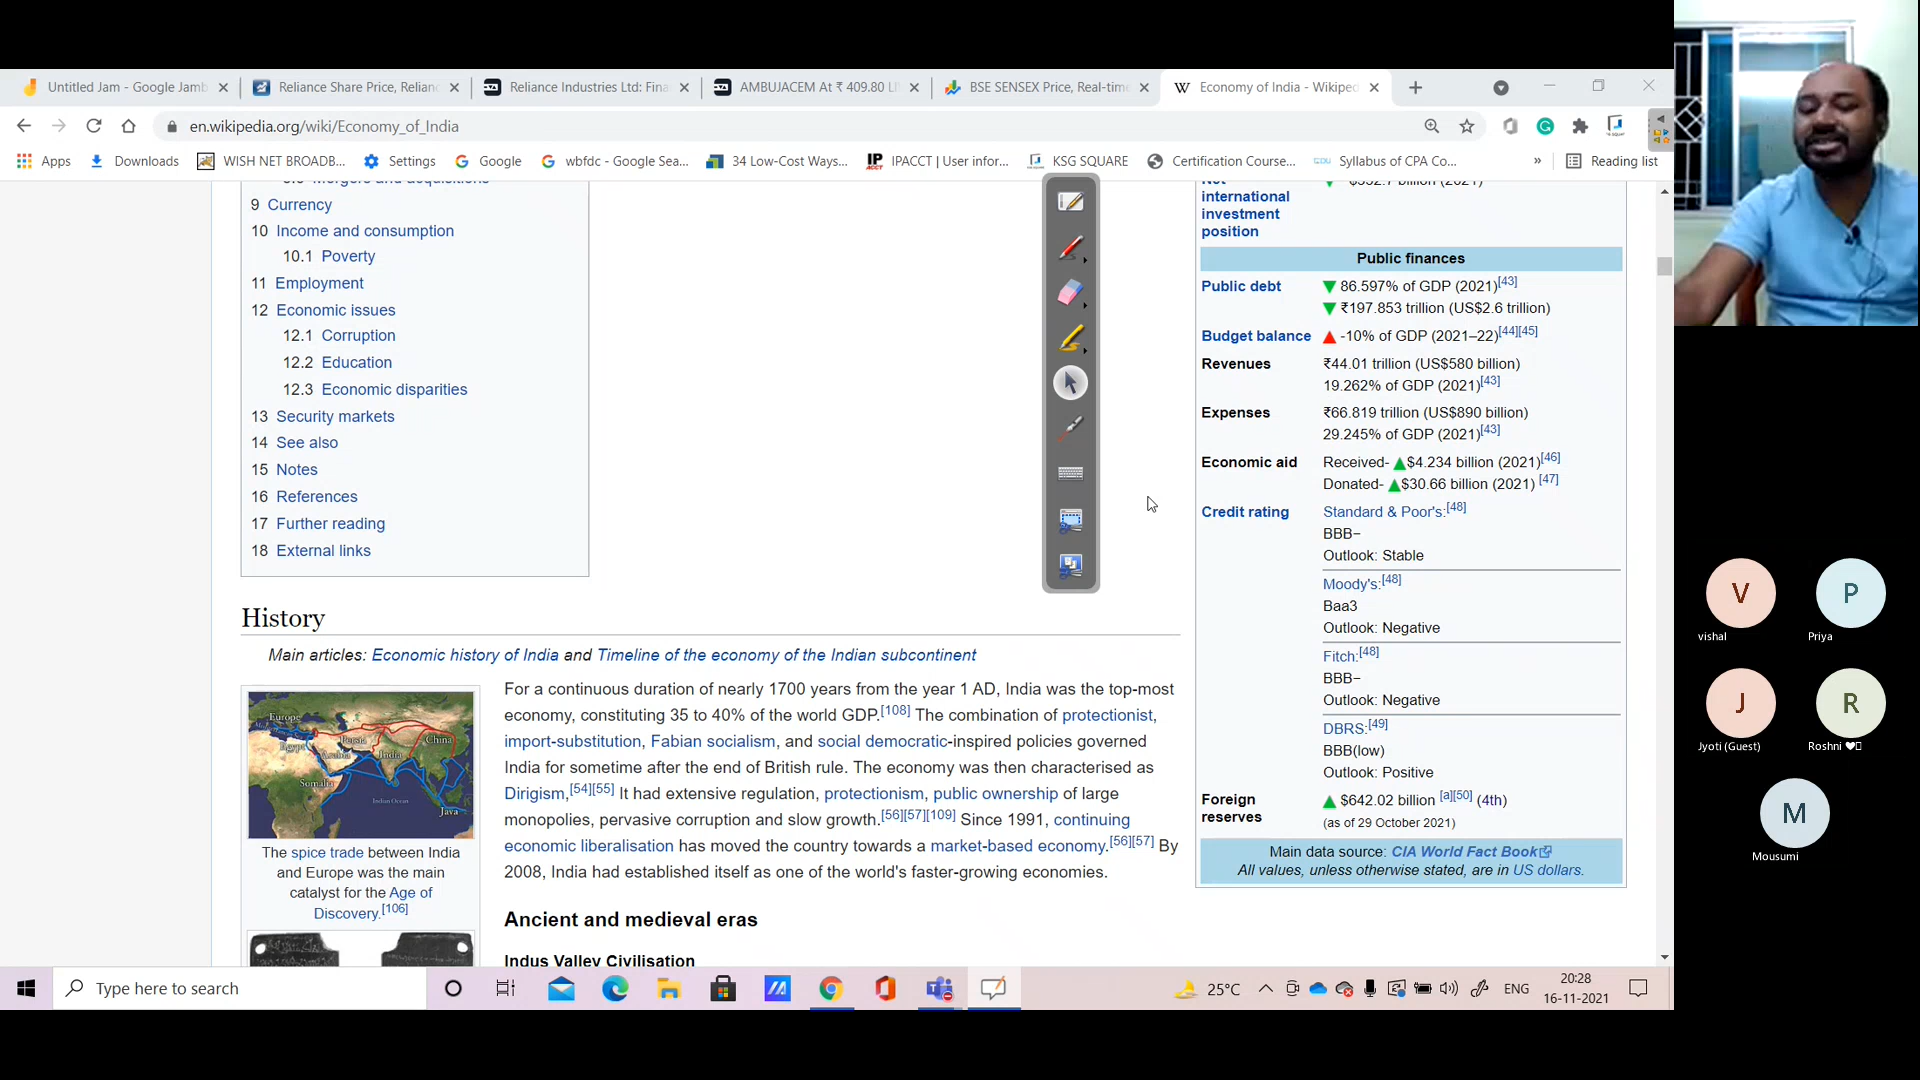 Untitled Jam - Google Jamb
Reliance Share Price, Relianc
Reliance Industries Ltd: Fina
AMBUJACEM At ₹ 409.80 L
BSE SENSEX Price, Real-time
Economy of India - Wikiped
en.wikipedia.org/wiki/Economy_of_India
Apps
Downloads
WISH NET BROADB...
Settings
Google
wbfdc - Google Sea...
34 Low-Cost Ways...
IPACCT | User infor...
KSG SQUARE
Certification Course...
Syllabus of CPA Co...
»
Reading list
9 Currency
10 Income and consumption
10.1 Poverty
11 Employment
12 Economic issues
12.1 Corruption
12.2 Education
12.3 Economic disparities
13 Security markets
14 See also
15 Notes
16 References
17 Further reading
18 External links
History
Main articles: Economic history of India and Timeline of the economy of the Indian subcontinent
Europe
Egypt
Arabia
Persia
India
China
Somalia
Indian Ocean
Java
The spice trade between India
and Europe was the main
catalyst for the Age of
Discovery.[106]
For a continuous duration of nearly 1700 years from the year 1 AD, India was the top-most
economy, constituting 35 to 40% of the world GDP.[108] The combination of protectionist,
import-substitution, Fabian socialism, and social democratic-inspired policies governed
India for sometime after the end of British rule. The economy was then characterised as
Dirigism,[54][55] It had extensive regulation, protectionism, public ownership of large
monopolies, pervasive corruption and slow growth.[56][57][109] Since 1991, continuing
economic liberalisation has moved the country towards a market-based economy.[56][57] By
2008, India had established itself as one of the world's faster-growing economies.
Ancient and medieval eras
Indus Valley Civilisation
international
investment
position
Public finances
Public debt
▼ 86.597% of GDP (2021)[43]
▼ ₹197.853 trillion (US$2.6 trillion)
Budget balance
▲ -10% of GDP (2021–22)[44][45]
Revenues
₹44.01 trillion (US$580 billion)
19.262% of GDP (2021)[43]
Expenses
₹66.819 trillion (US$890 billion)
29.245% of GDP (2021)[43]
Economic aid
Received- ▲$4.234 billion (2021)[46]
Donated- ▲$30.66 billion (2021) [47]
Credit rating
Standard & Poor's:[48]
BBB−
Outlook: Stable
Moody's:[48]
Baa3
Outlook: Negative
Fitch:[48]
BBB−
Outlook: Negative
DBRS:[49]
BBB(low)
Outlook: Positive
Foreign
reserves
▲ $642.02 billion [a][50] (4th)
(as of 29 October 2021)
Main data source: CIA World Fact Book
All values, unless otherwise stated, are in US dollars.
V
vishal
P
Priya
J
Jyoti (Guest)
R
Roshni
M
Mousumi
Type here to search
25°C
ENG
20:28
16-11-2021